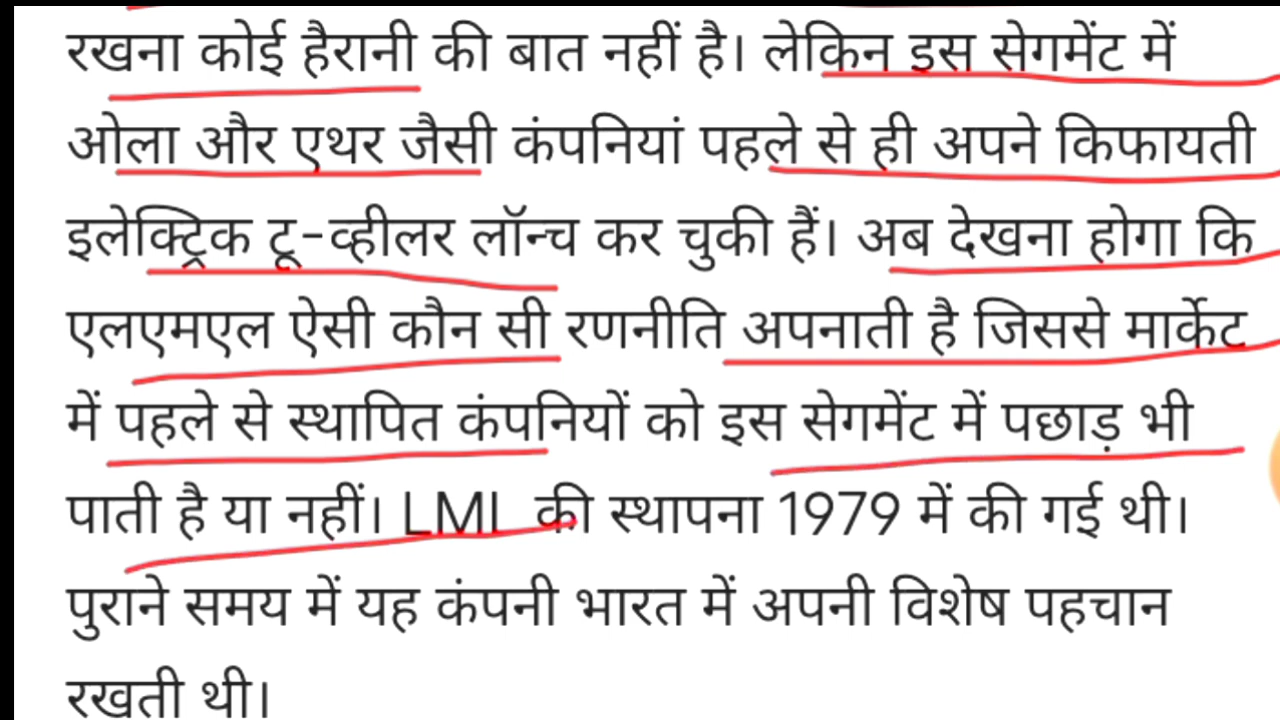 रखना कोई हैरानी की बात नहीं है। लेकिन इस सेगमेंट में
ओला और एथर जैसी कंपनियां पहले से ही अपने किफायती
इलेक्ट्रिक टू-व्हीलर लॉन्च कर चुकी हैं। अब देखना होगा कि
एलएमएल ऐसी कौन सी रणनीति अपनाती है जिससे मार्केट
में पहले से स्थापित कंपनियों को इस सेगमेंट में पछाड़ भी
पाती है या नहीं। LML की स्थापना 1979 में की गई थी।
पुराने समय में यह कंपनी भारत में अपनी विशेष पहचान
रखती थी।